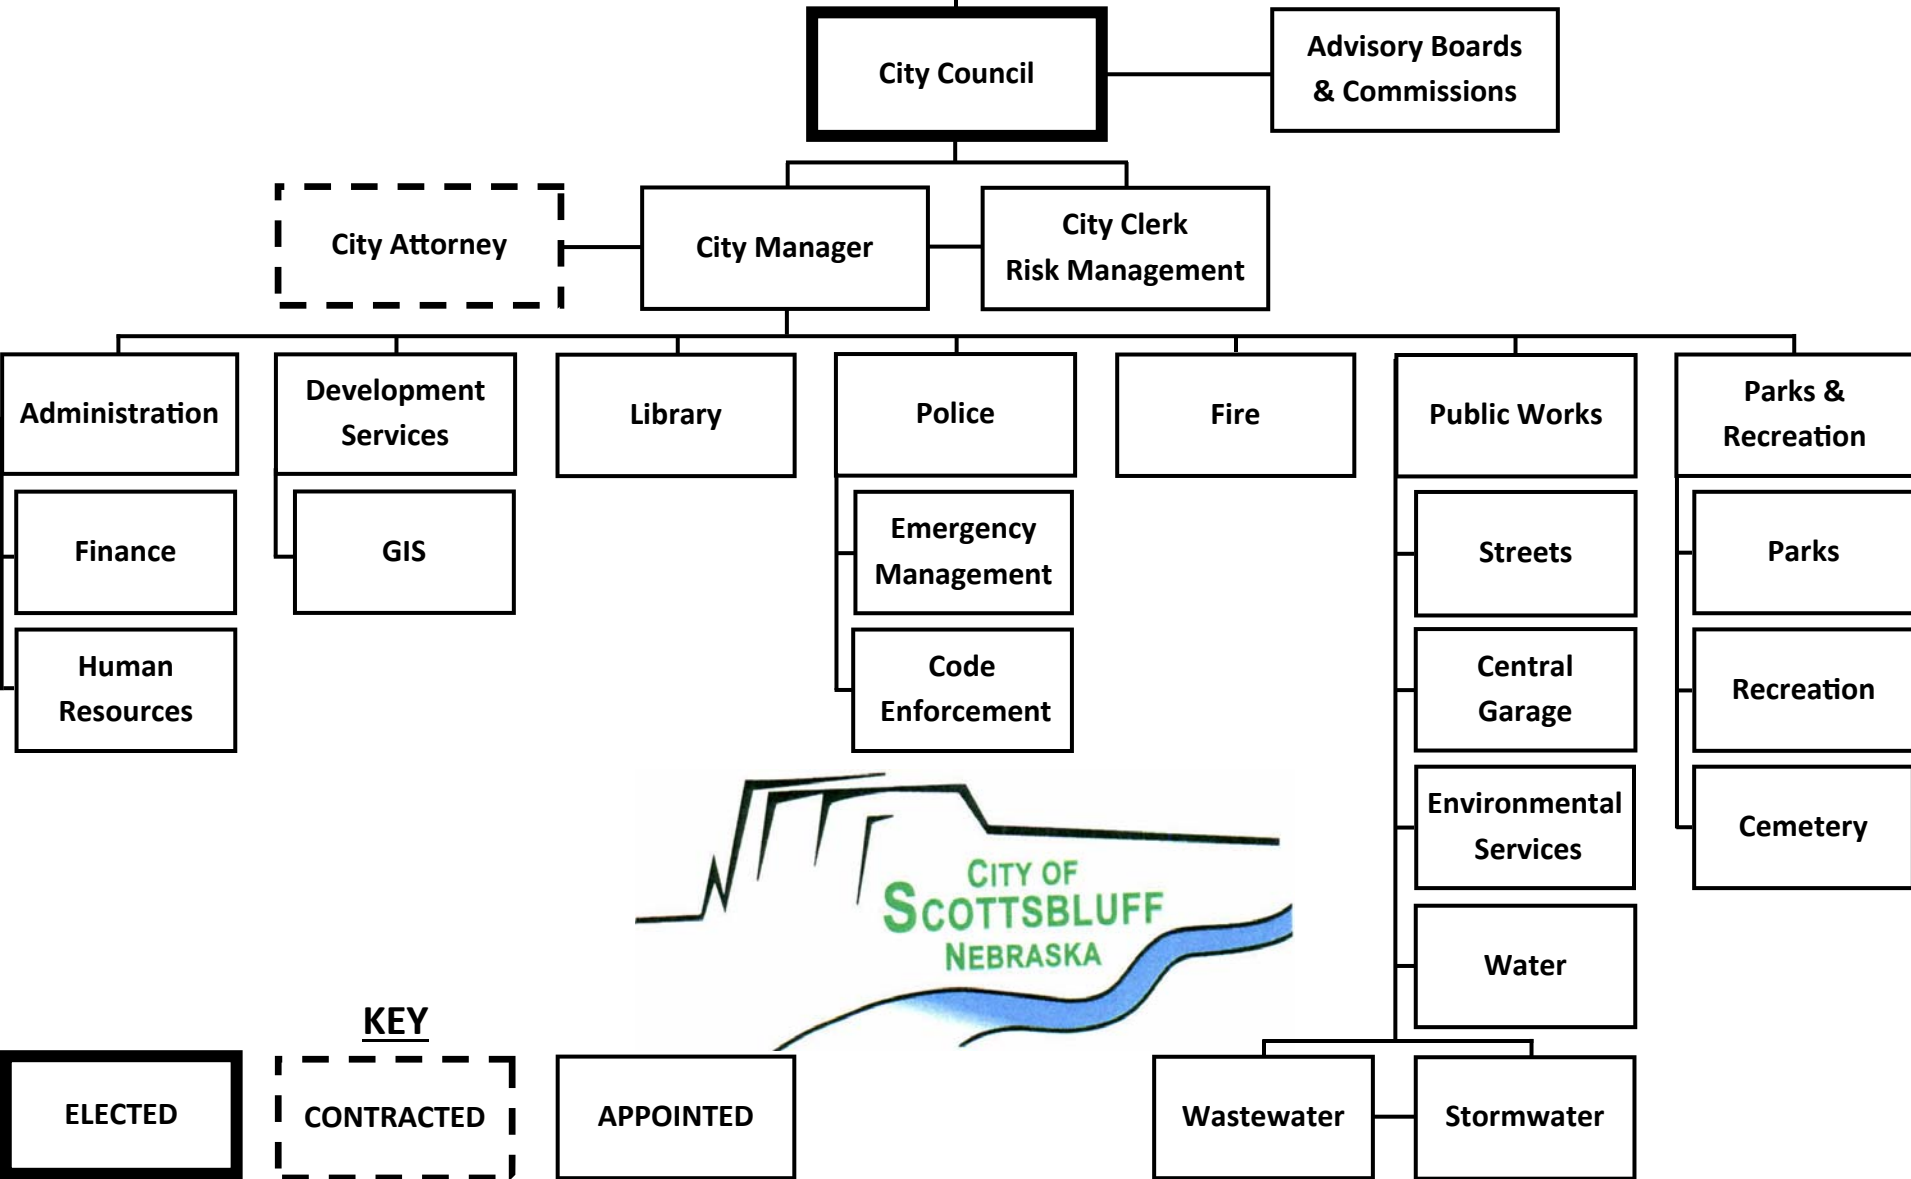 City Council
Advisory Boards
& Commissions
City Attorney
City Manager
City Clerk
Risk Management
Administration
Development
Services
Library
Police
Fire
Public Works
Parks &
Recreation
Finance
GIS
Emergency
Management
Streets
Parks
Human
Resources
Code
Enforcement
Central
Garage
Recreation
Environmental
Services
Cemetery
CITY OF
SCOTTSBLUFF
NEBRASKA
Water
KEY
ELECTED
CONTRACTED
APPOINTED
Wastewater
Stormwater